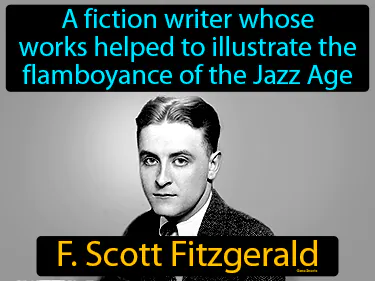 A fiction writer whose
works helped to illustrate the
flamboyance of the Jazz Age
F. Scott Fitzgerald